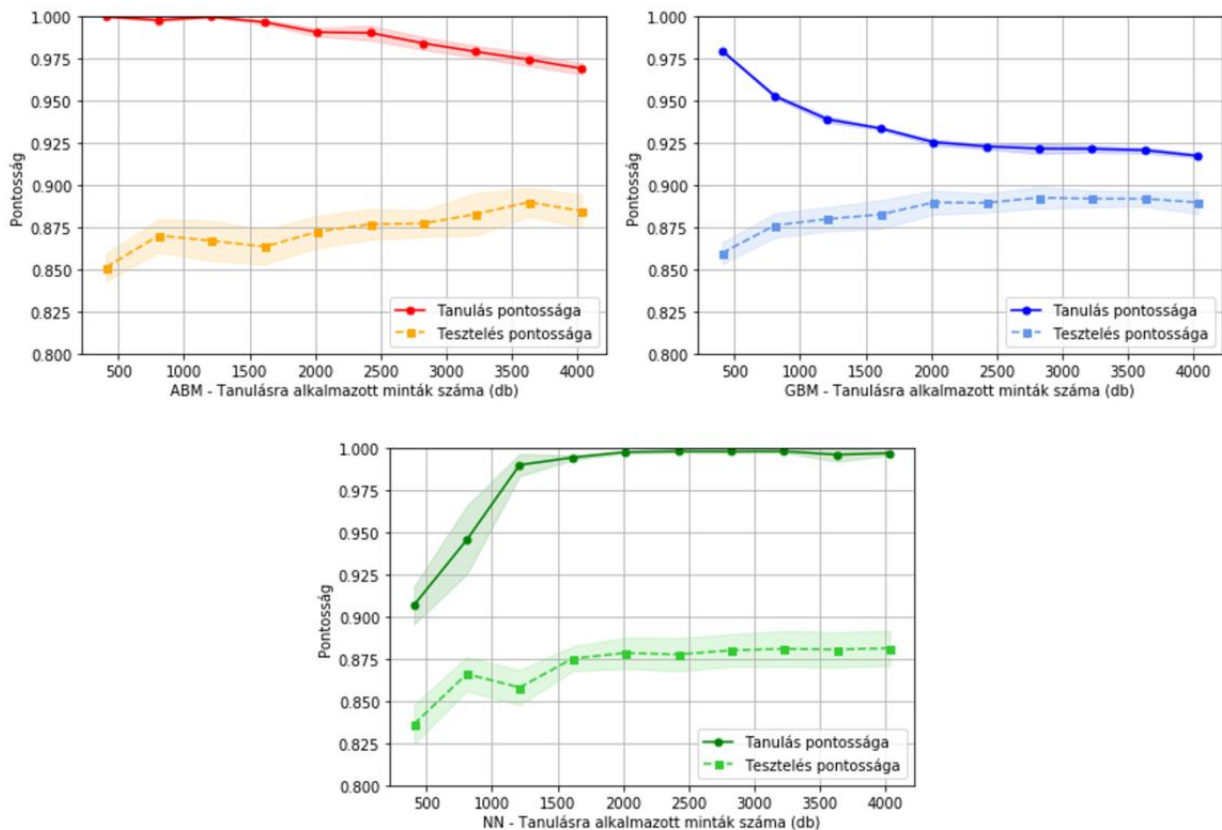 1.000
0.975
0.950
0.925
0.900
0.875
0.850
0.825
0.800
Pontosság
Tanulás pontossága
Tesztelés pontossága
500 1000 1500 2000 2500 3000 3500 4000
ABM - Tanulásra alkalmazott minták száma (db)
1.000
0.975
0.950
0.925
0.900
0.875
0.850
0.825
0.800
Pontosság
Tanulás pontossága
Tesztelés pontossága
500 1000 1500 2000 2500 3000 3500 4000
GBM - Tanulásra alkalmazott minták száma (db)
1.000
0.975
0.950
0.925
0.900
0.875
0.850
0.825
0.800
Pontosság
Tanulás pontossága
Tesztelés pontossága
500 1000 1500 2000 2500 3000 3500 4000
NN - Tanulásra alkalmazott minták száma (db)